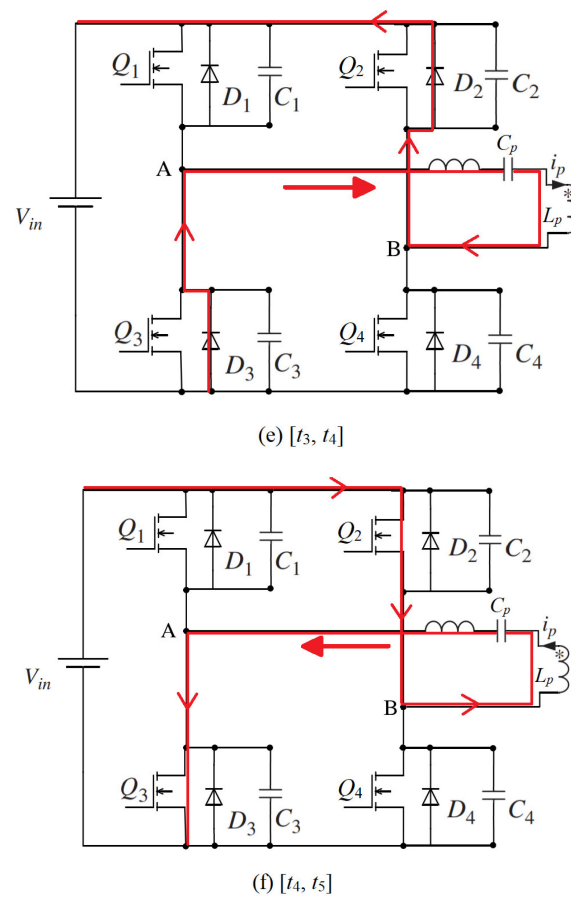 Q1 D1 C1 Q2 D2 C2
A Cp ip
* Lp
Vin
B
Q3 D3 C3 Q4 D4 C4
(e) [t3, t4]
Q1 D1 C1 Q2 D2 C2
A Cp ip
*
Vin Lp
B
Q3 D3 C3 Q4 D4 C4
(f) [t4, t5]